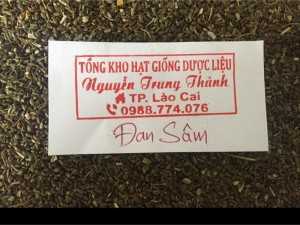 TỔNG KHO HẠT GIỐNG DƯỢC LIỆU
Nguyễn Trung Thành
TP. Lào Cai
0988.774.076
Đan Sâm